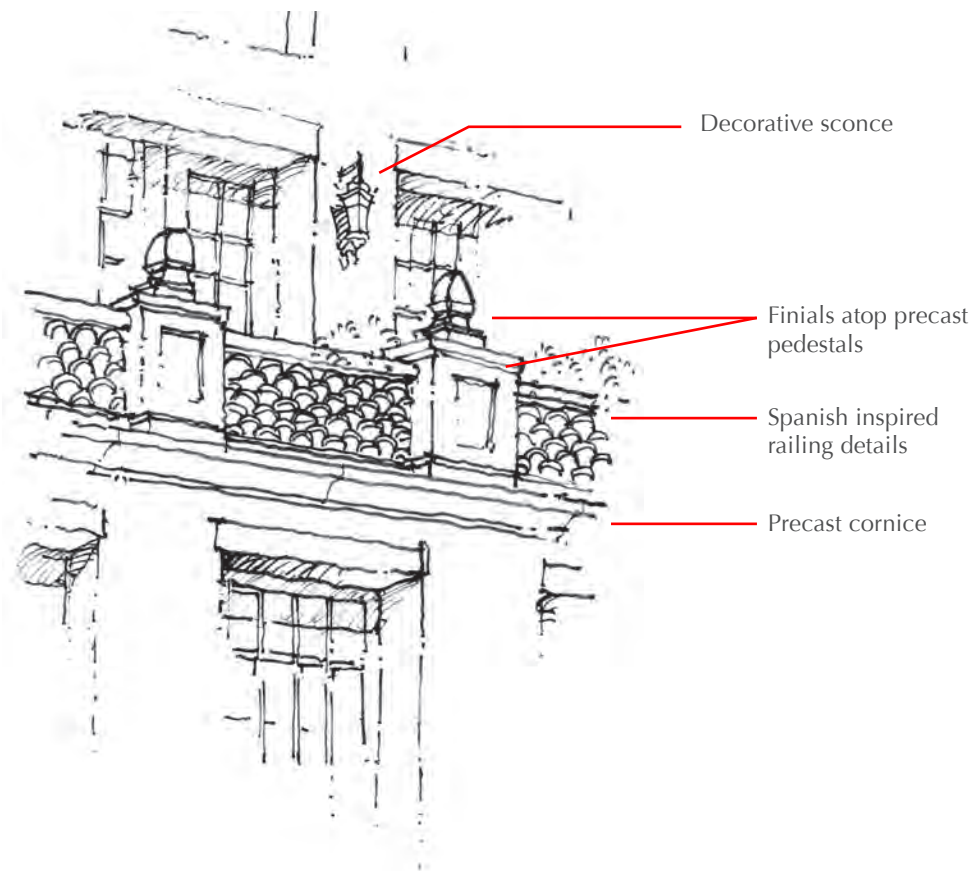 Decorative sconce
Finials atop precast
pedestals
Spanish inspired
railing details
Precast cornice